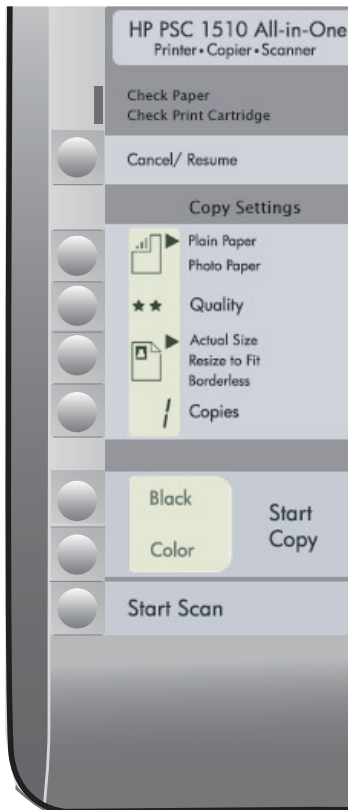 HP PSC 1510 All-in-One
Printer • Copier • Scanner
Check Paper
Check Print Cartridge
Cancel/ Resume
Copy Settings
Plain Paper
Photo Paper
Quality
Actual Size
Resize to Fit
Borderless
1 Copies
Black
Color
Start
Copy
Start Scan